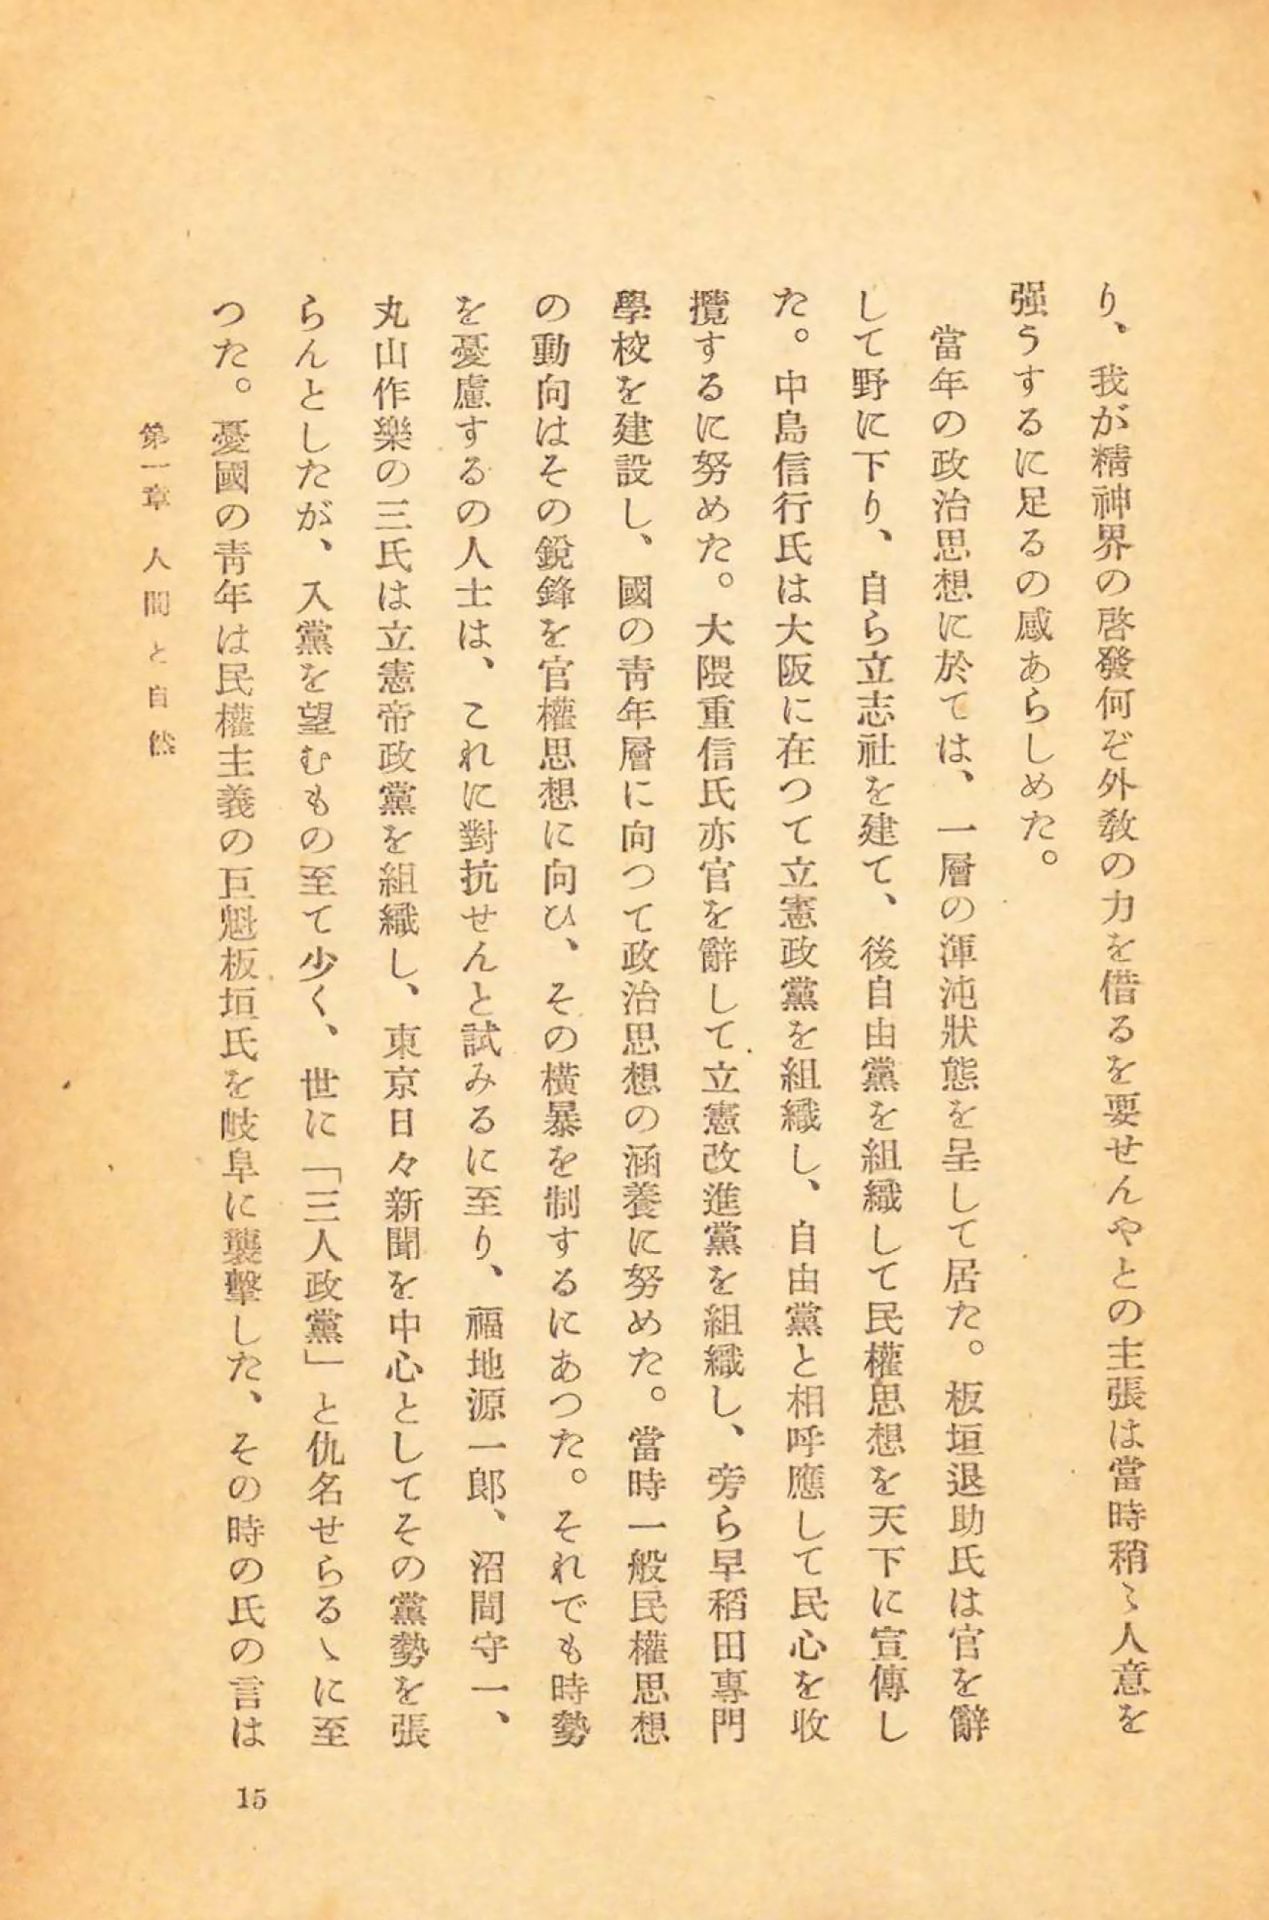 り、我が精神界の啓發何ぞ外敎の力を借るを要せんやとの主張は當時稍〻人意を
强うするに足るの感あらしめた。
當年の政治思想に於ては、一層の渾沌狀態を呈して居た。板垣退助氏は官を辭
して野に下り、自ら立志社を建て、後自由黨を組織して民權思想を天下に宣傳し
た。中島信行氏は大阪に在つて立憲政黨を組織し、自由黨と相呼應して民心を收
攬するに努めた。大隈重信氏亦官を辭して立憲改進黨を組織し、旁ら早稻田專門
學校を建設し、國の靑年層に向つて政治思想の涵養に努めた。當時一般民權思想
の動向はその銳鋒を官權思想に向ひ、その橫暴を制するにあつた。それでも時勢
を憂慮するの人士は、これに對抗せんと試みるに至り、福地源一郞、沼間守一、
丸山作樂の三氏は立憲帝政黨を組織し、東京日々新聞を中心としてその黨勢を張
らんとしたが、入黨を望むもの至て少く、世に「三人政黨」と仇名せらるゝに至
つた。憂國の靑年は民權主義の巨魁板垣氏を岐阜に襲擊した、その時の氏の言は
第一章 人間と自然
15